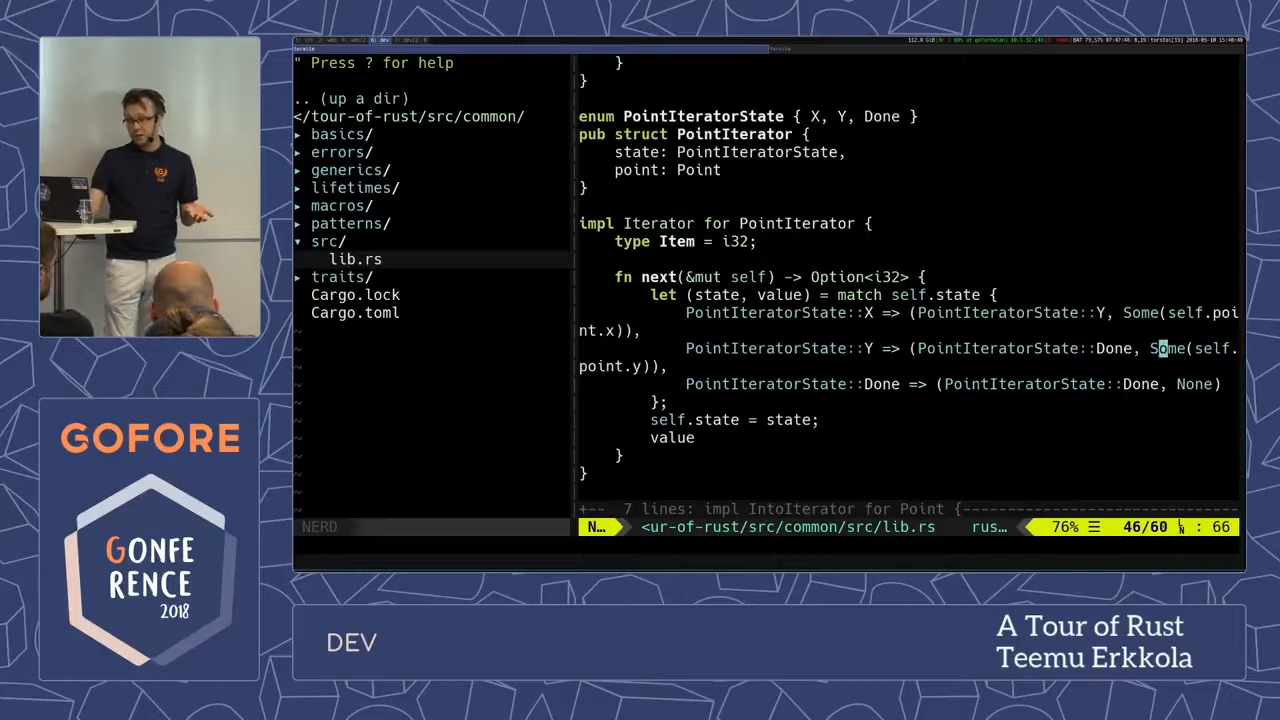 " Press ? for help
.. (up a dir)
</tour-of-rust/src/common/
▸ basics/
▸ errors/
▸ generics/
▸ lifetimes/
▸ macros/
▸ patterns/
▾ src/
lib.rs
▸ traits/
Cargo.lock
Cargo.toml
NERD
}
}
enum PointIteratorState { X, Y, Done }
pub struct PointIterator {
state: PointIteratorState,
point: Point
}
impl Iterator for PointIterator {
type Item = i32;
fn next(&mut self) -> Option<i32> {
let (state, value) = match self.state {
PointIteratorState::X => (PointIteratorState::Y, Some(self.poi
nt.x)),
PointIteratorState::Y => (PointIteratorState::Done, Some(self.
point.y)),
PointIteratorState::Done => (PointIteratorState::Done, None)
};
self.state = state;
value
}
}
+-- 7 lines: impl IntoIterator for Point {
N… <ur-of-rust/src/common/src/lib.rs rus… 76% ☰ 46/60 : 66
GOFORE
GONFE
RENCE
2018
DEV
A Tour of Rust
Teemu Erkkola